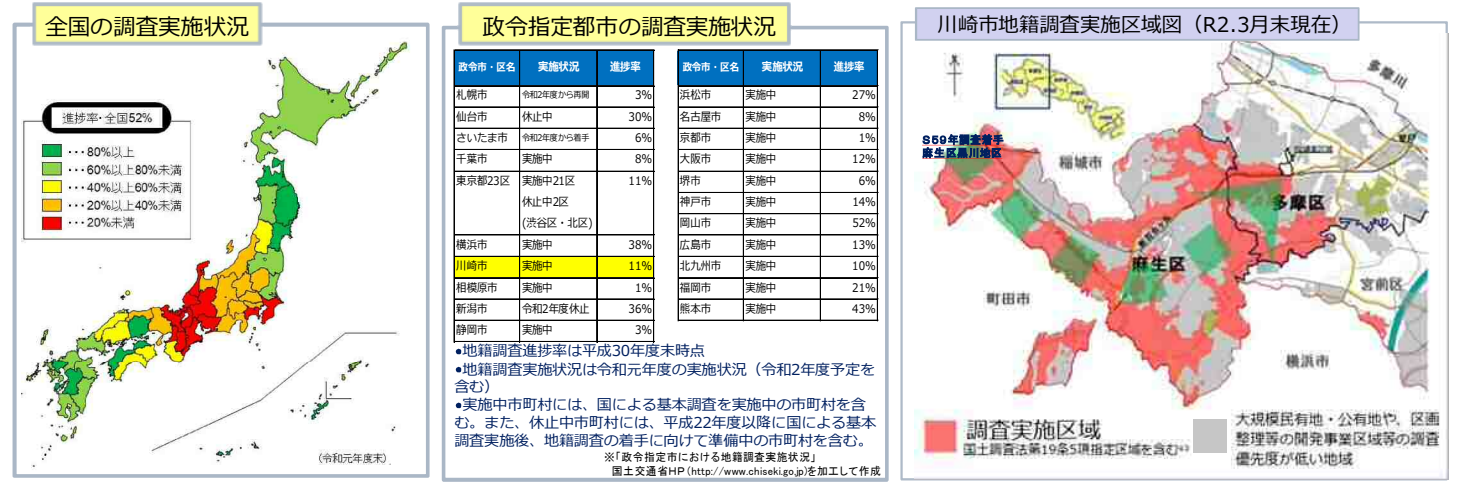 全国の調査実施状況
進捗率・全国52%
・・・80%以上
・・・60%以上80%未満
・・・40%以上60%未満
・・・20%以上40%未満
・・・20%未満
(令和元年度末)
政令指定都市の調査実施状況
政令市・区名 実施状況 進捗率
札幌市 令和2年度から再開 3%
仙台市 休止中 30%
さいたま市 令和2年度から着手 6%
千葉市 実施中 8%
東京都23区 実施中21区 11%
休止中2区
(渋谷区・北区)
横浜市 実施中 38%
川崎市 実施中 11%
相模原市 実施中 1%
新潟市 令和2年度休止 36%
静岡市 実施中 3%
政令市・区名 実施状況 進捗率
浜松市 実施中 27%
名古屋市 実施中 8%
京都市 実施中 1%
大阪市 実施中 12%
堺市 実施中 6%
神戸市 実施中 14%
岡山市 実施中 52%
広島市 実施中 13%
北九州市 実施中 10%
福岡市 実施中 21%
熊本市 実施中 43%
●地籍調査進捗率は平成30年度末時点
●地籍調査実施状況は令和元年度の実施状況（令和2年度予定を
含む）
●実施中市町村には、国による基本調査を実施中の市町村を含
む。また、休止中市町村には、平成22年度以降に国による基本
調査実施後、地籍調査の着手に向けて準備中の市町村を含む。
※「政令指定市における地籍調査実施状況」
国土交通省HP(http://www.chiseki.go.jp)を加工して作成
川崎市地籍調査実施区域図（R2.3月末現在）
多摩川
S59年調査着手
麻生区黒川地区
稲城市
多摩区
麻生区
宮前区
町田市
横浜市
調査実施区域
国土調査法第19条5項指定区域を含む
大規模民有地・公有地や、区画
整理等の開発事業区域等の調査
優先度が低い地域